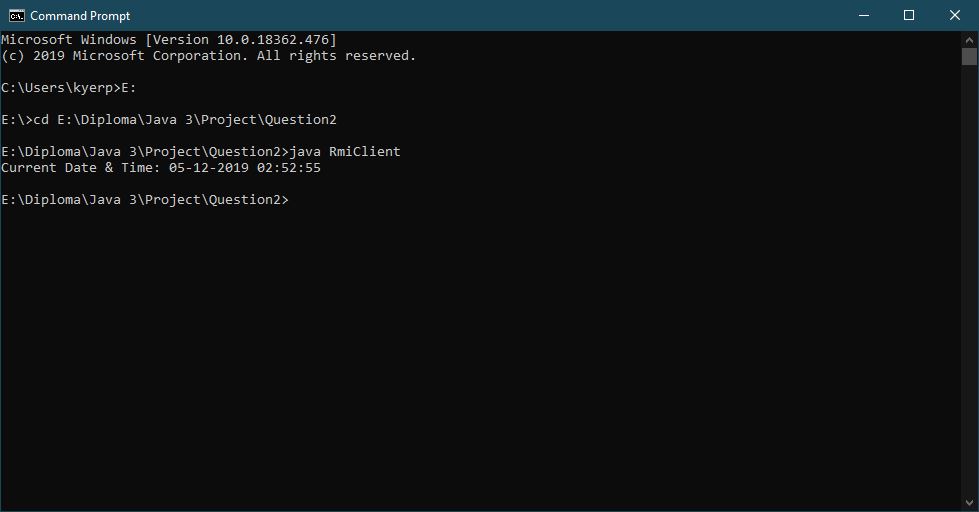 Command Prompt
Microsoft Windows [Version 10.0.18362.476]
(c) 2019 Microsoft Corporation. All rights reserved.
C:\Users\kyerp>E:
E:\>cd E:\Diploma\Java 3\Project\Question2
E:\Diploma\Java 3\Project\Question2>java RmiClient
Current Date & Time: 05-12-2019 02:52:55
E:\Diploma\Java 3\Project\Question2>